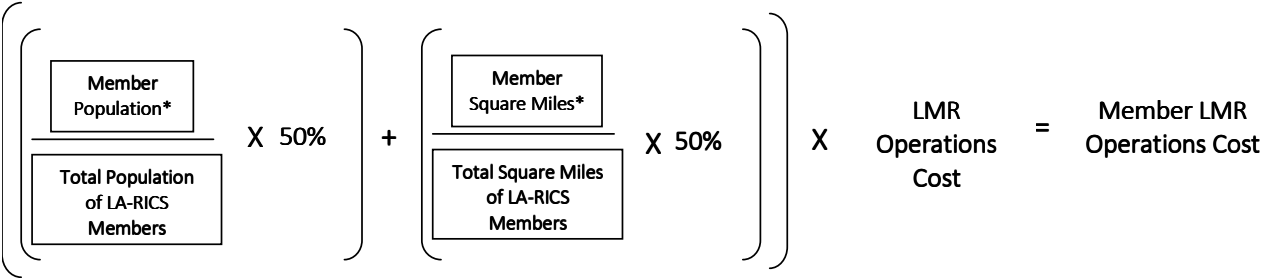 Member
Population*
X 50%
Total Population
of LA-RICS
Members
+
Member
Square Miles*
X 50%
Total Square Miles
of LA-RICS
Members
X
LMR
Operations
Cost
=
Member LMR
Operations Cost